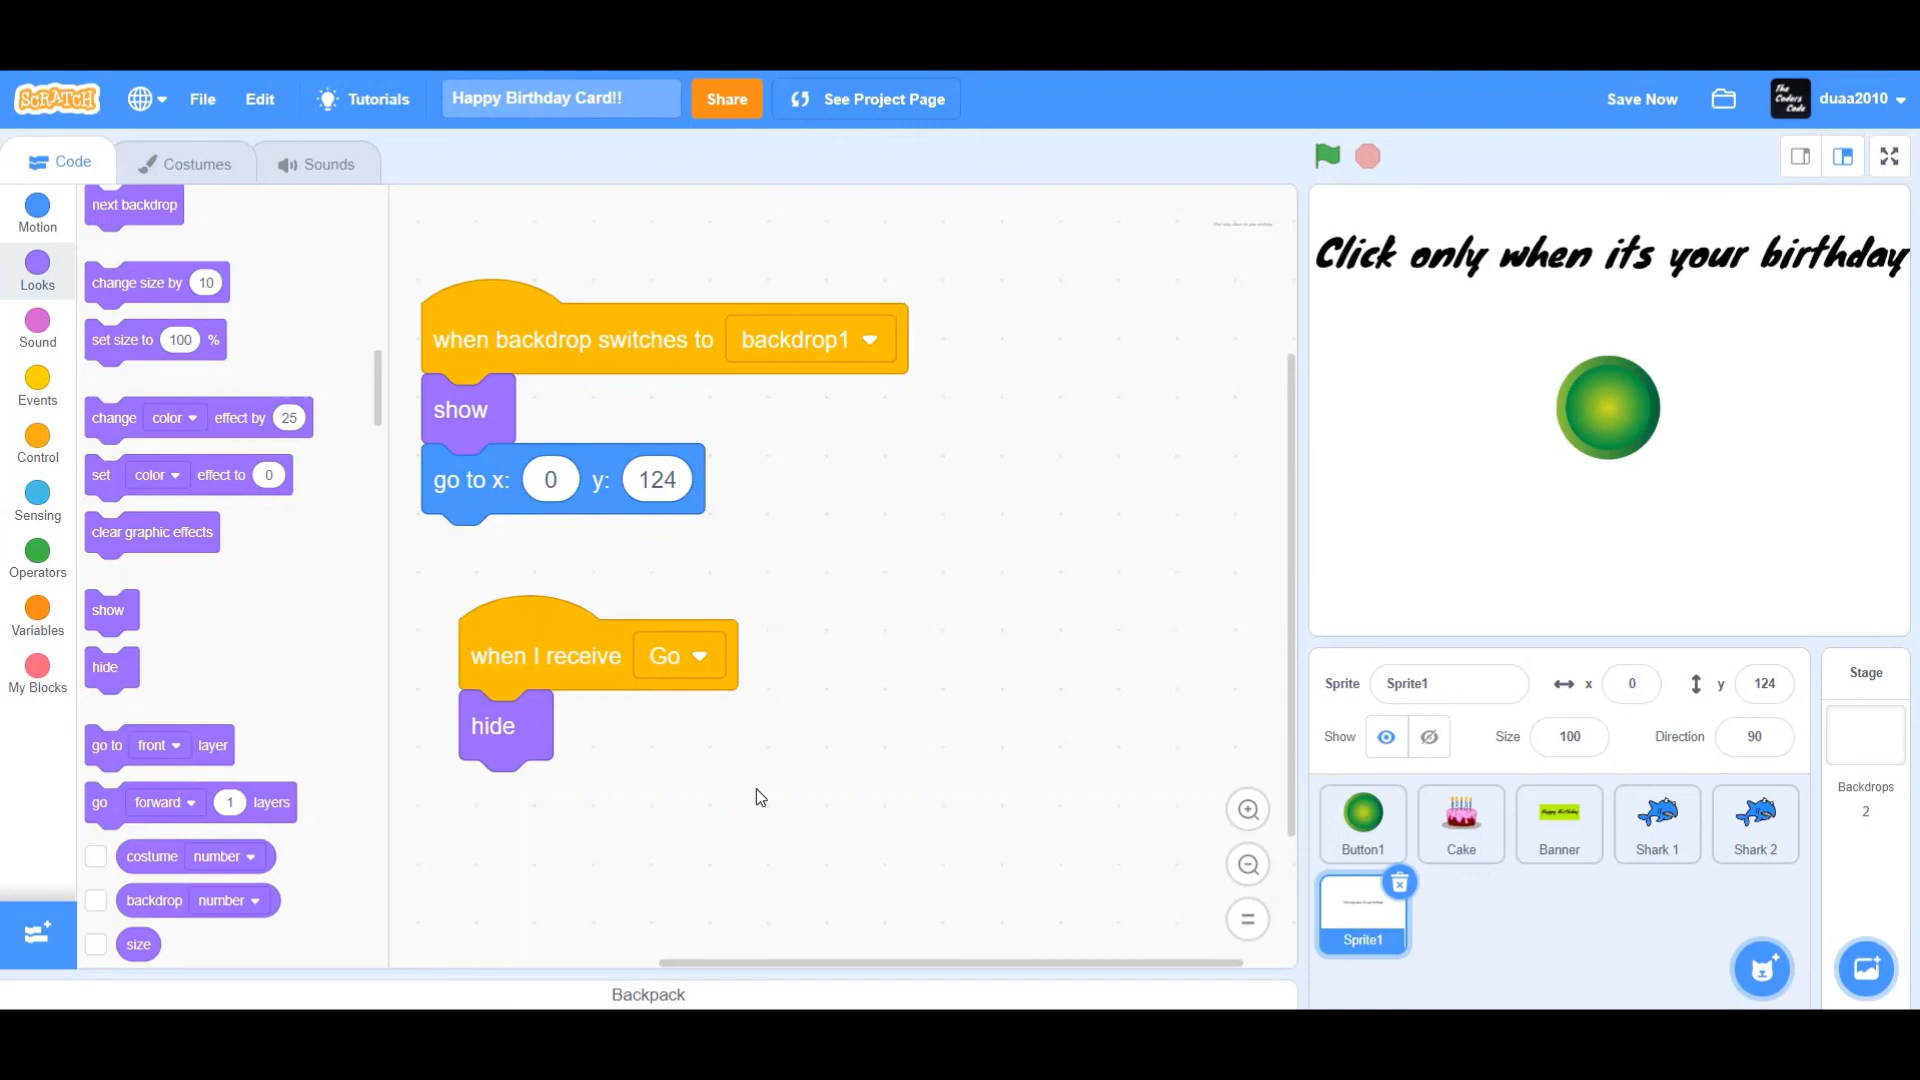 SCRATCH File Edit Tutorials Happy Birthday Card!! Share See Project Page Save Now The Coders Code duaa2010
Code Costumes Sounds
Motion
Looks
Sound
Events
Control
Sensing
Operators
Variables
My Blocks
next backdrop
change size by 10
set size to 100 %
change color effect by 25
set color effect to 0
clear graphic effects
show
hide
go to front layer
go forward 1 layers
costume number
backdrop number
size
when backdrop switches to backdrop1
show
go to x: 0 y: 124
when I receive Go
hide
Backpack
Click only when its your birthday
Sprite Sprite1 x 0 y 124
Show Size 100 Direction 90
Happy Birthday
Button1 Cake Banner Shark 1 Shark 2
Sprite1
Stage
Backdrops
2